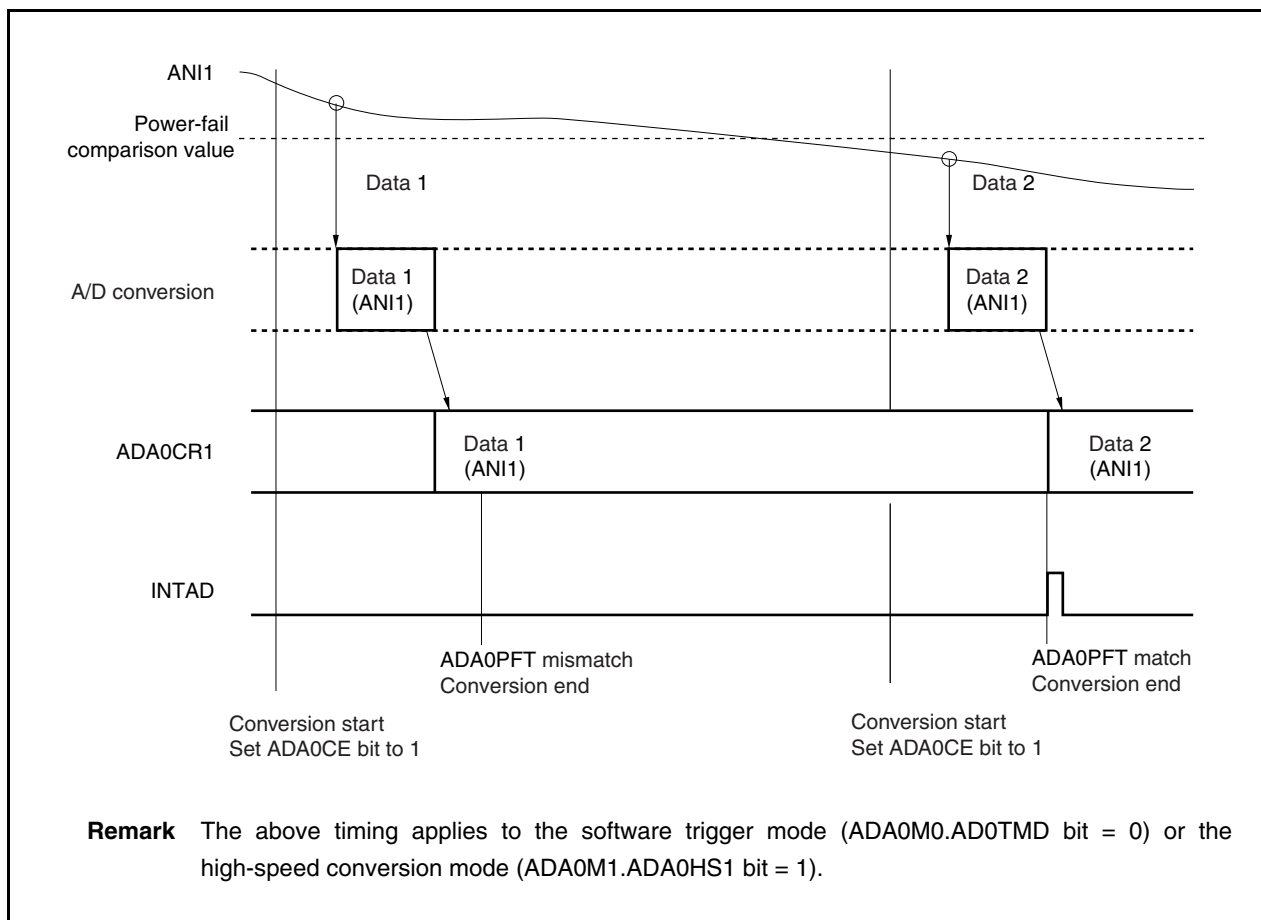 ANI1
Power-fail
comparison value
Data 1
Data 2
A/D conversion
Data 1
(ANI1)
Data 2
(ANI1)
ADA0CR1
Data 1
(ANI1)
Data 2
(ANI1)
INTAD
ADA0PFT mismatch
Conversion end
ADA0PFT match
Conversion end
Conversion start
Set ADA0CE bit to 1
Conversion start
Set ADA0CE bit to 1
Remark The above timing applies to the software trigger mode (ADA0M0.AD0TMD bit = 0) or the
high-speed conversion mode (ADA0M1.ADA0HS1 bit = 1).